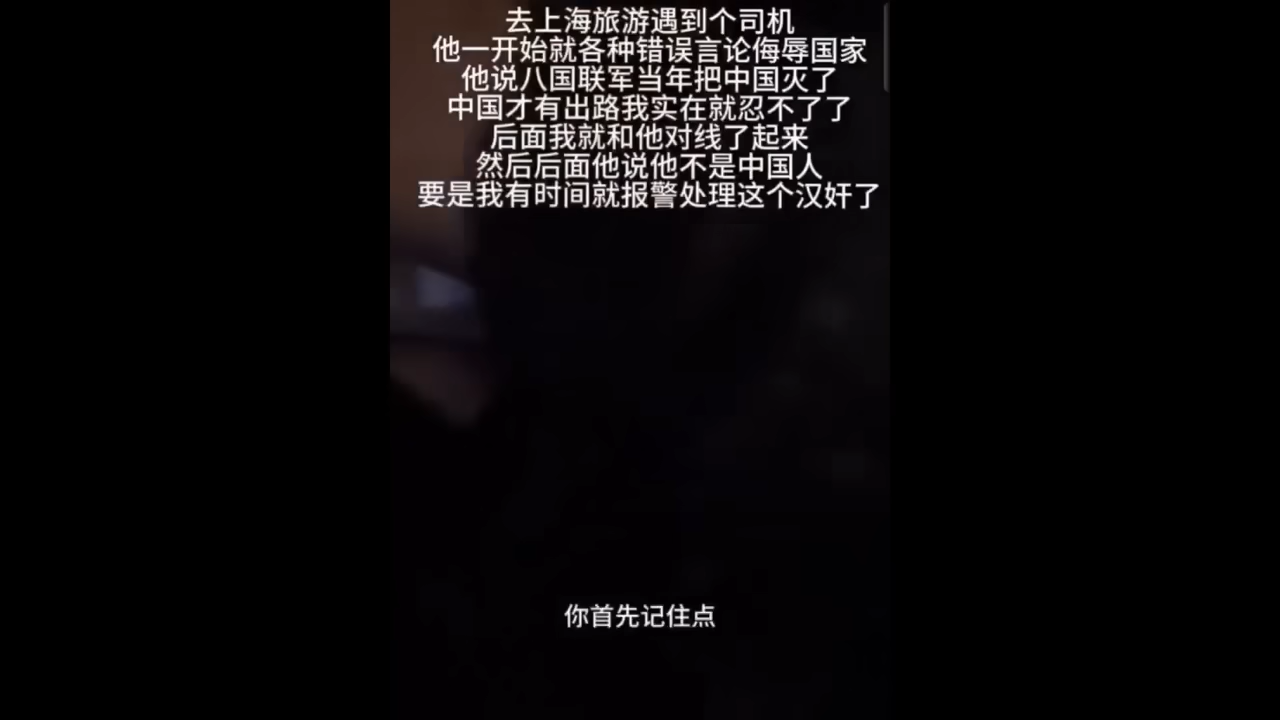 去上海旅游遇到个司机
他一开始就各种错误言论侮辱国家
他说八国联军当年把中国灭了
中国才有出路我实在就忍不了了
后面我就和他对线了起来
然后后面他说他不是中国人
要是我有时间就报警处理这个汉奸了
你首先记住点